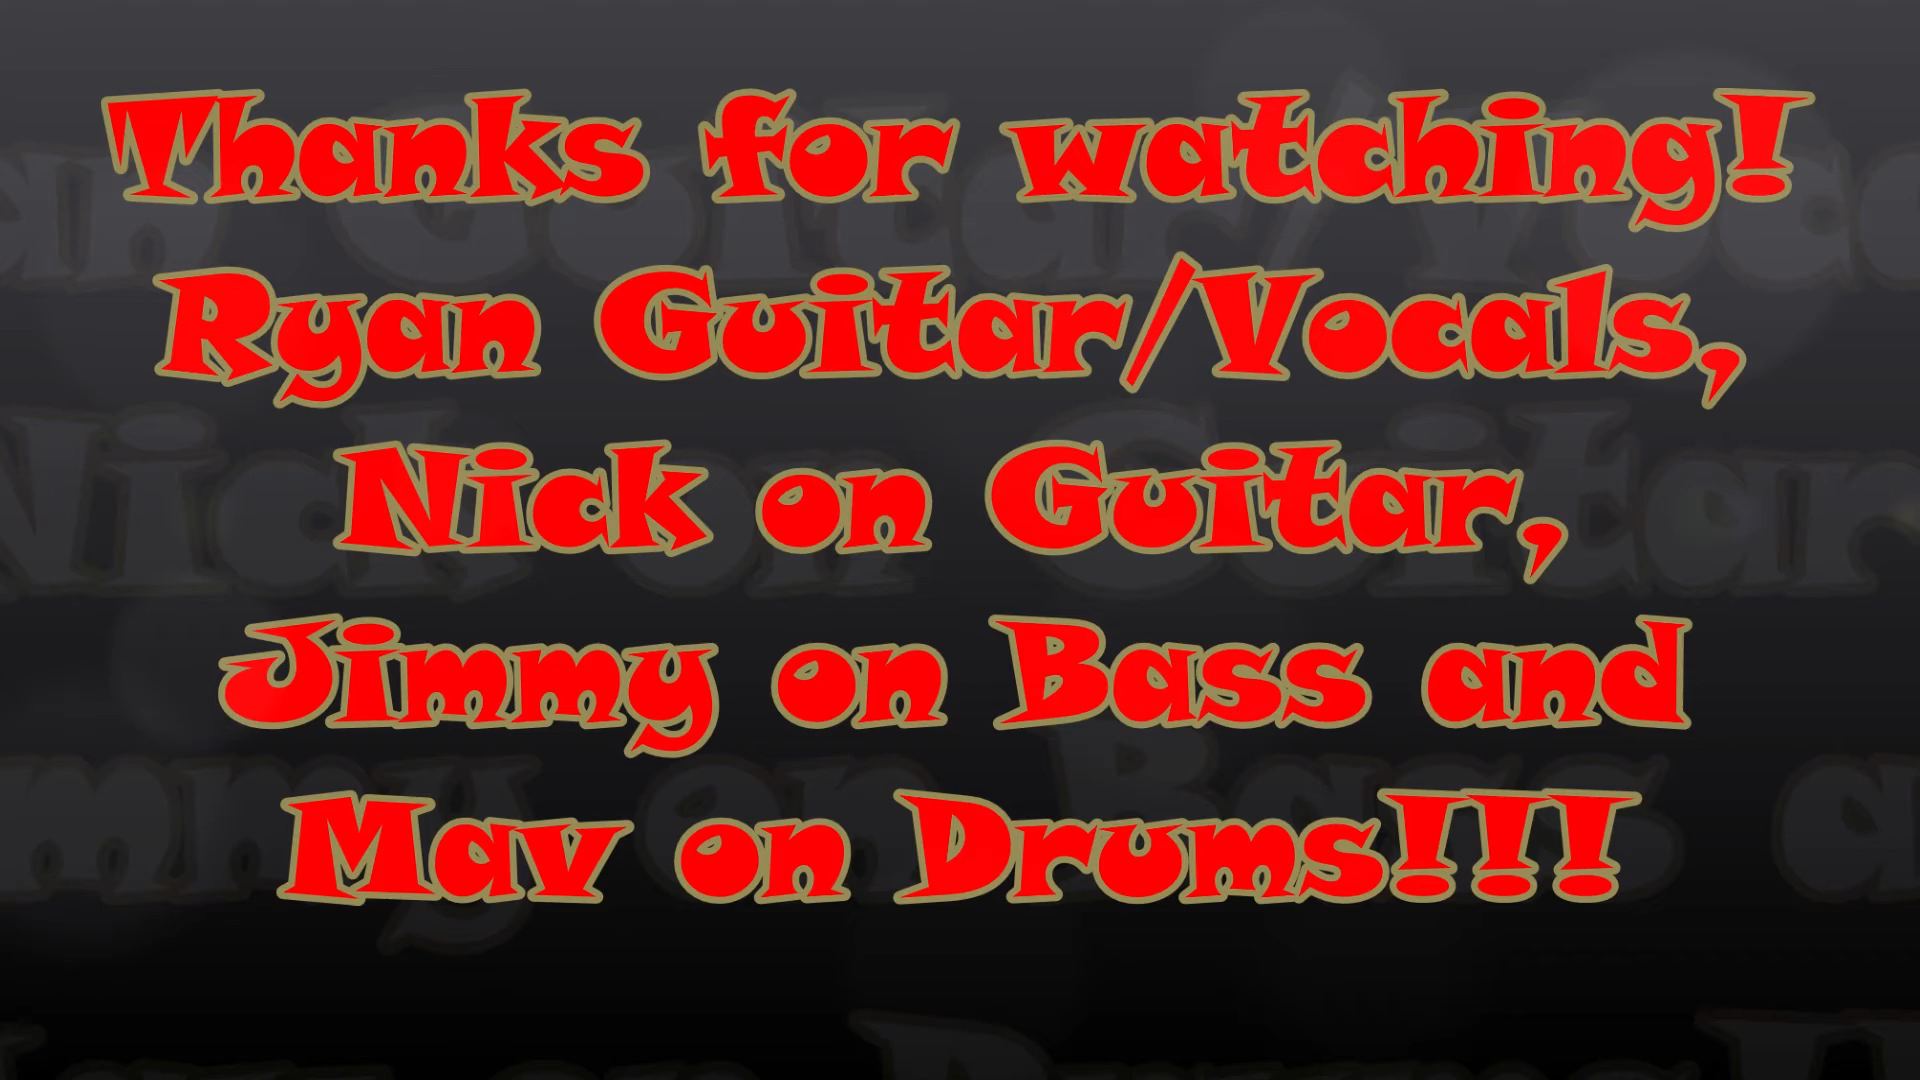 Thanks for watching!
Ryan Guitar/Vocals,
Nick on Guitar,
Jimmy on Bass and
Mav on Drums!!!